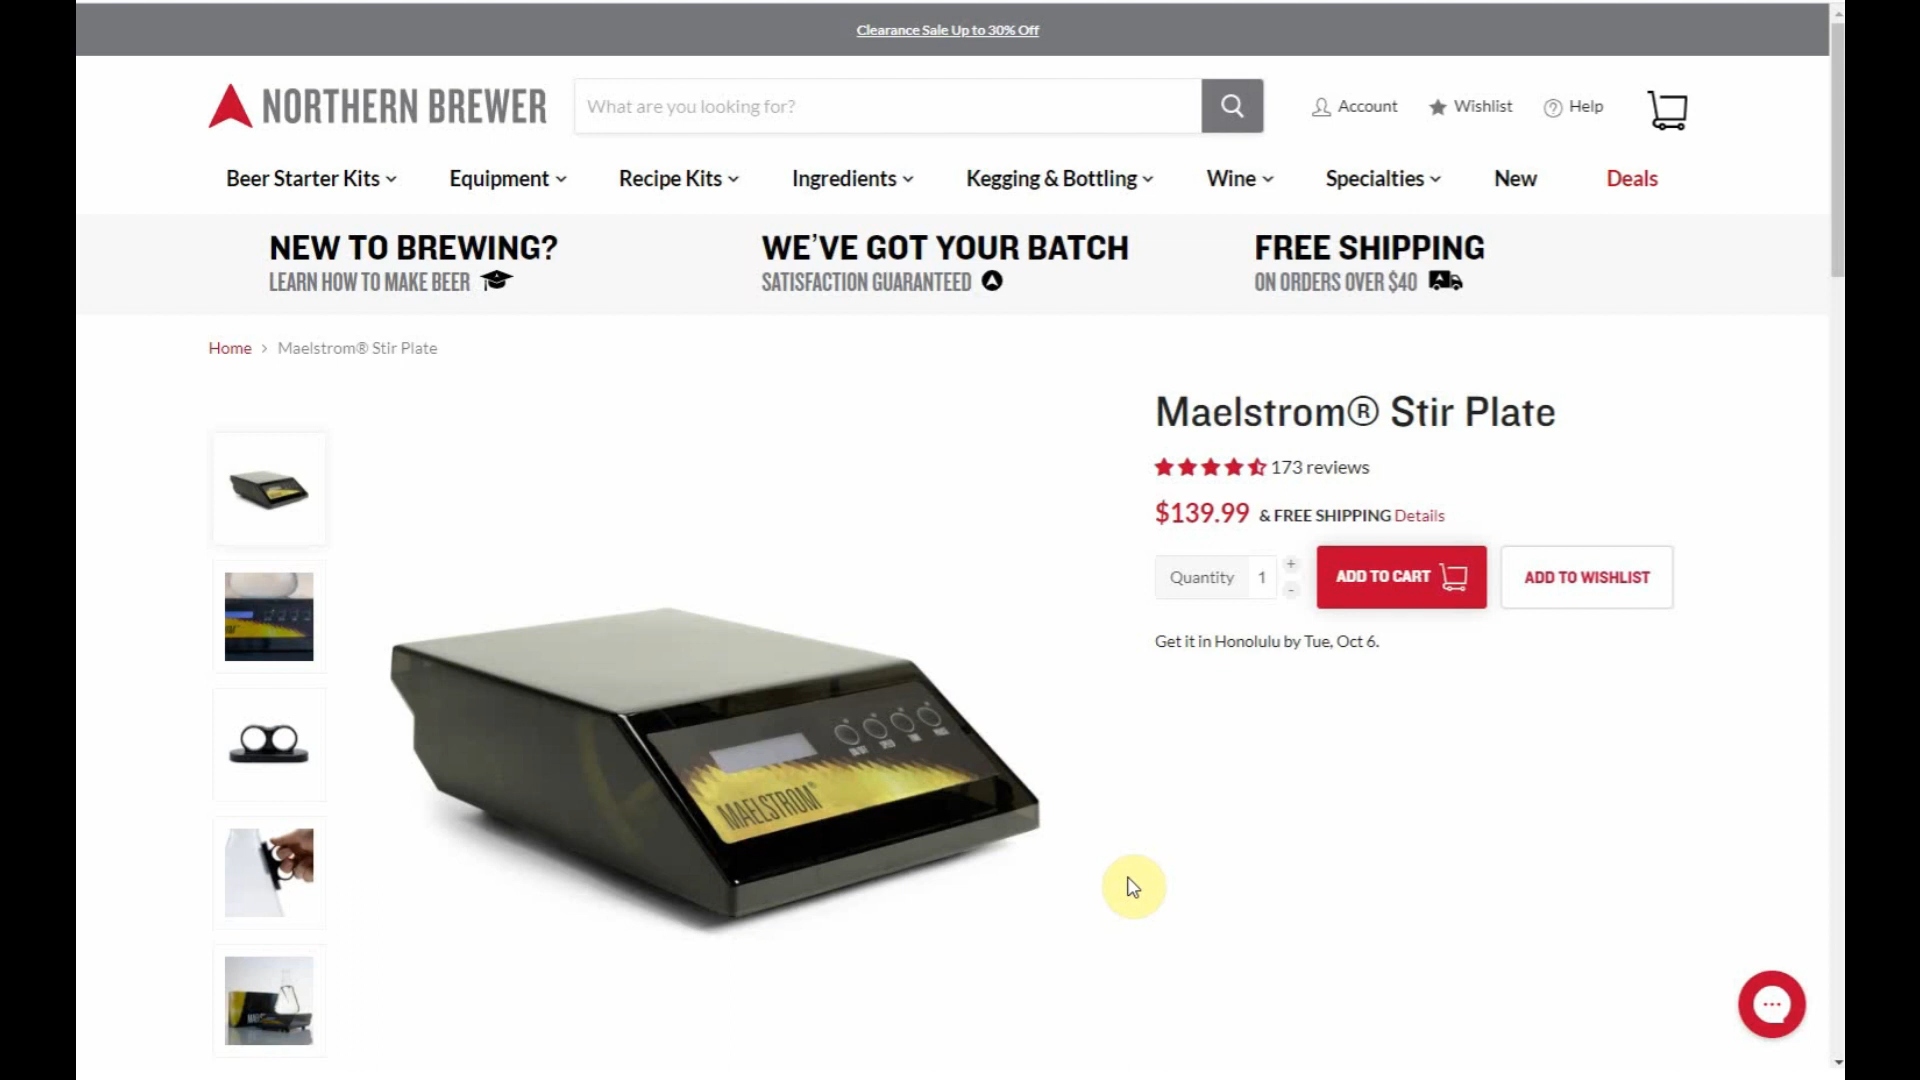 Clearance Sale Up to 30% Off
NORTHERN BREWER
What are you looking for?
Account
Wishlist
Help
Beer Starter Kits
Equipment
Recipe Kits
Ingredients
Kegging & Bottling
Wine
Specialties
New
Deals
NEW TO BREWING?
LEARN HOW TO MAKE BEER
WE'VE GOT YOUR BATCH
SATISFACTION GUARANTEED
FREE SHIPPING
ON ORDERS OVER $40
Home > Maelstrom® Stir Plate
Maelstrom® Stir Plate
173 reviews
$139.99 & FREE SHIPPING Details
Quantity 1 + -
ADD TO CART
ADD TO WISHLIST
Get it in Honolulu by Tue, Oct 6.
MAELSTROM®